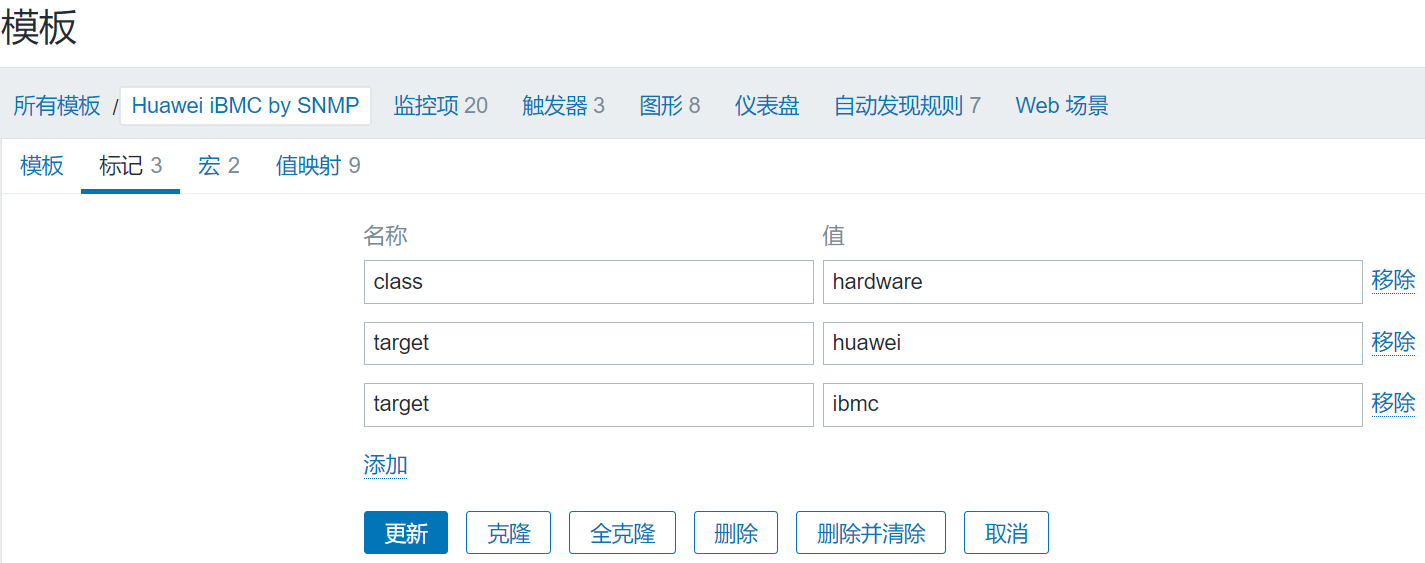 模板
所有模板 / Huawei iBMC by SNMP 监控项 20 触发器 3 图形 8 仪表盘 自动发现规则 7 Web 场景
模板 标记 3 宏 2 值映射 9
名称 值
class hardware 移除
target huawei 移除
target ibmc 移除
添加
更新 克隆 全克隆 删除 删除并清除 取消